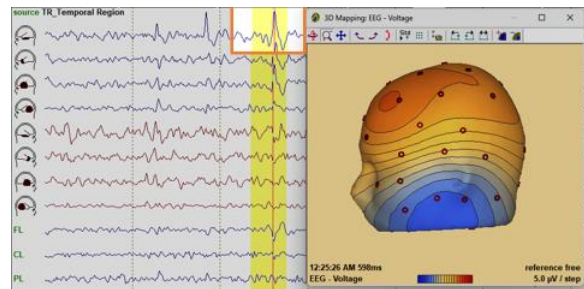 source TR_Temporal Region
3D Mapping: EEG - Voltage
Std
FL
CL
PL
12:25:26 AM 598ms
reference free
EEG - Voltage
5.0 µV / step